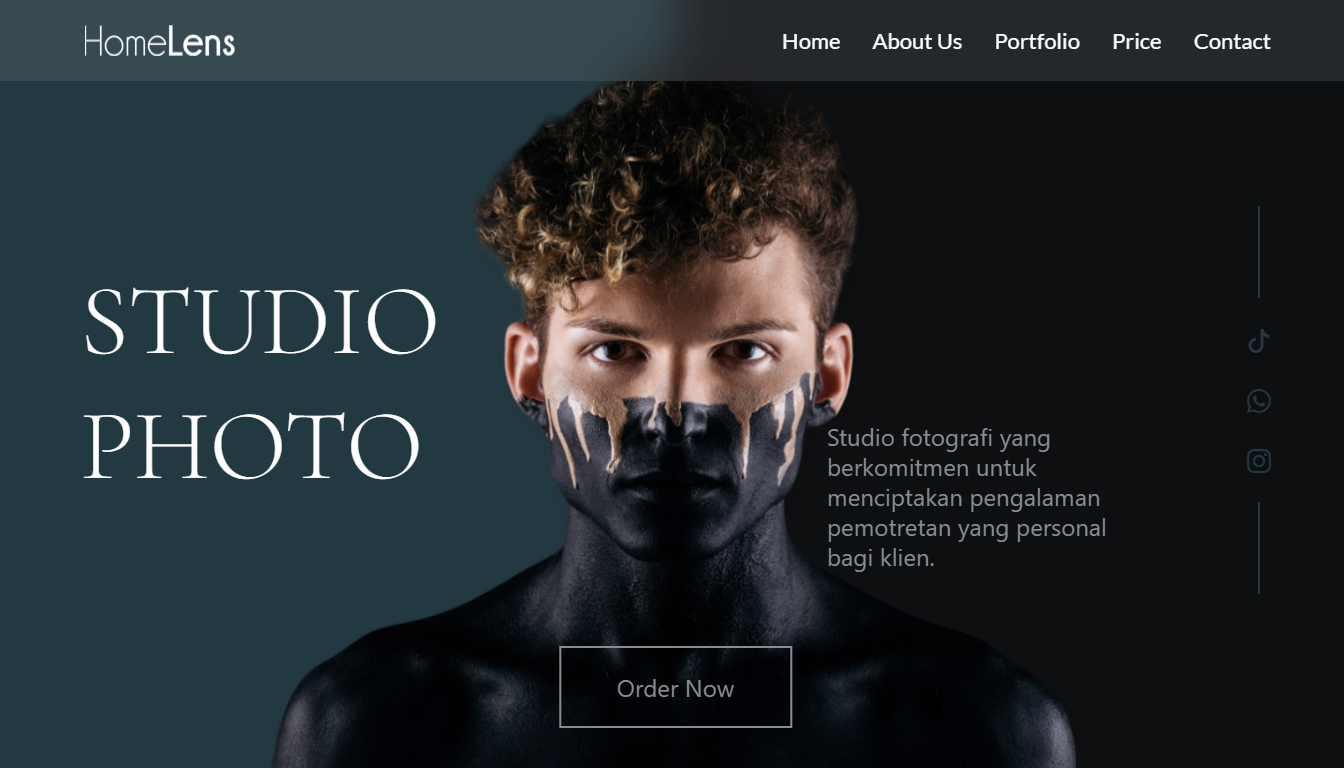 HomeLens
Home
About Us
Portfolio
Price
Contact
STUDIO
PHOTO
Studio fotografi yang
berkomitmen untuk
menciptakan pengalaman
pemotretan yang personal
bagi klien.
Order Now